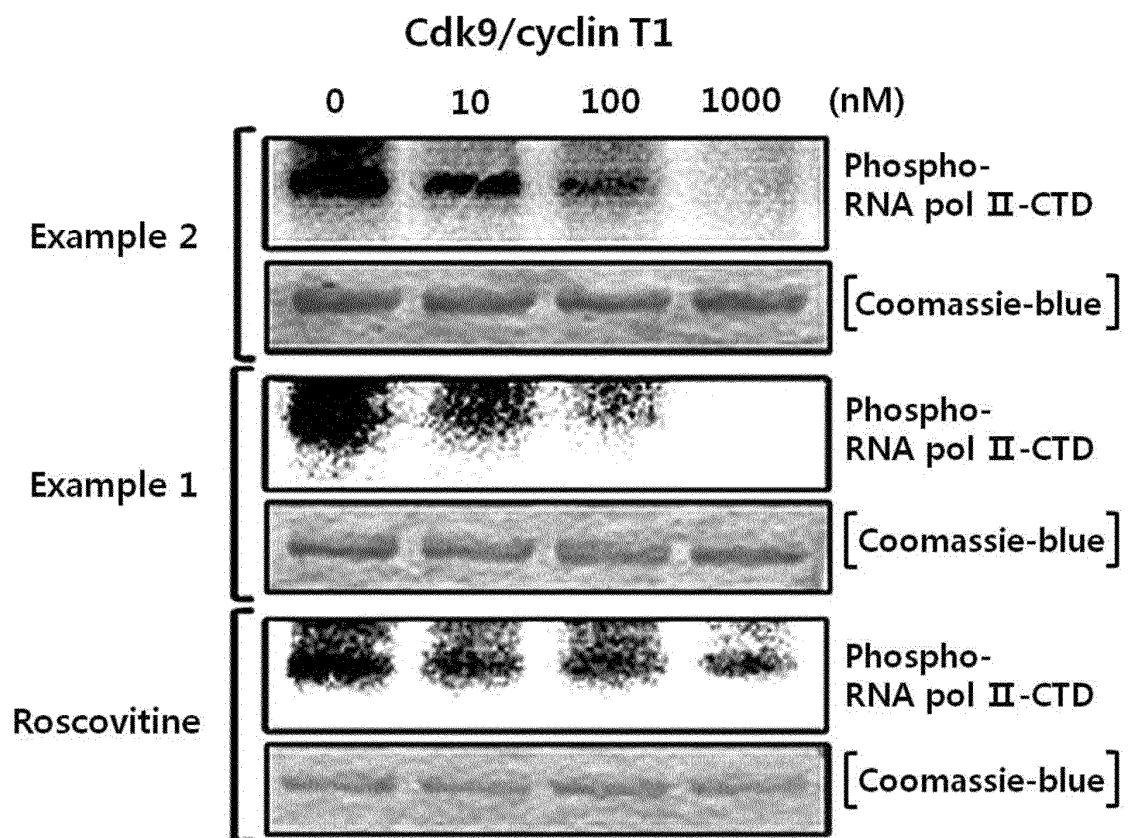 Cdk9/cyclin T1
0 10 100 1000 (nM)
Example 2
Phospho-
RNA pol Ⅱ-CTD
[Coomassie-blue]
Example 1
Phospho-
RNA pol Ⅱ-CTD
[Coomassie-blue]
Roscovitine
Phospho-
RNA pol Ⅱ-CTD
[Coomassie-blue]